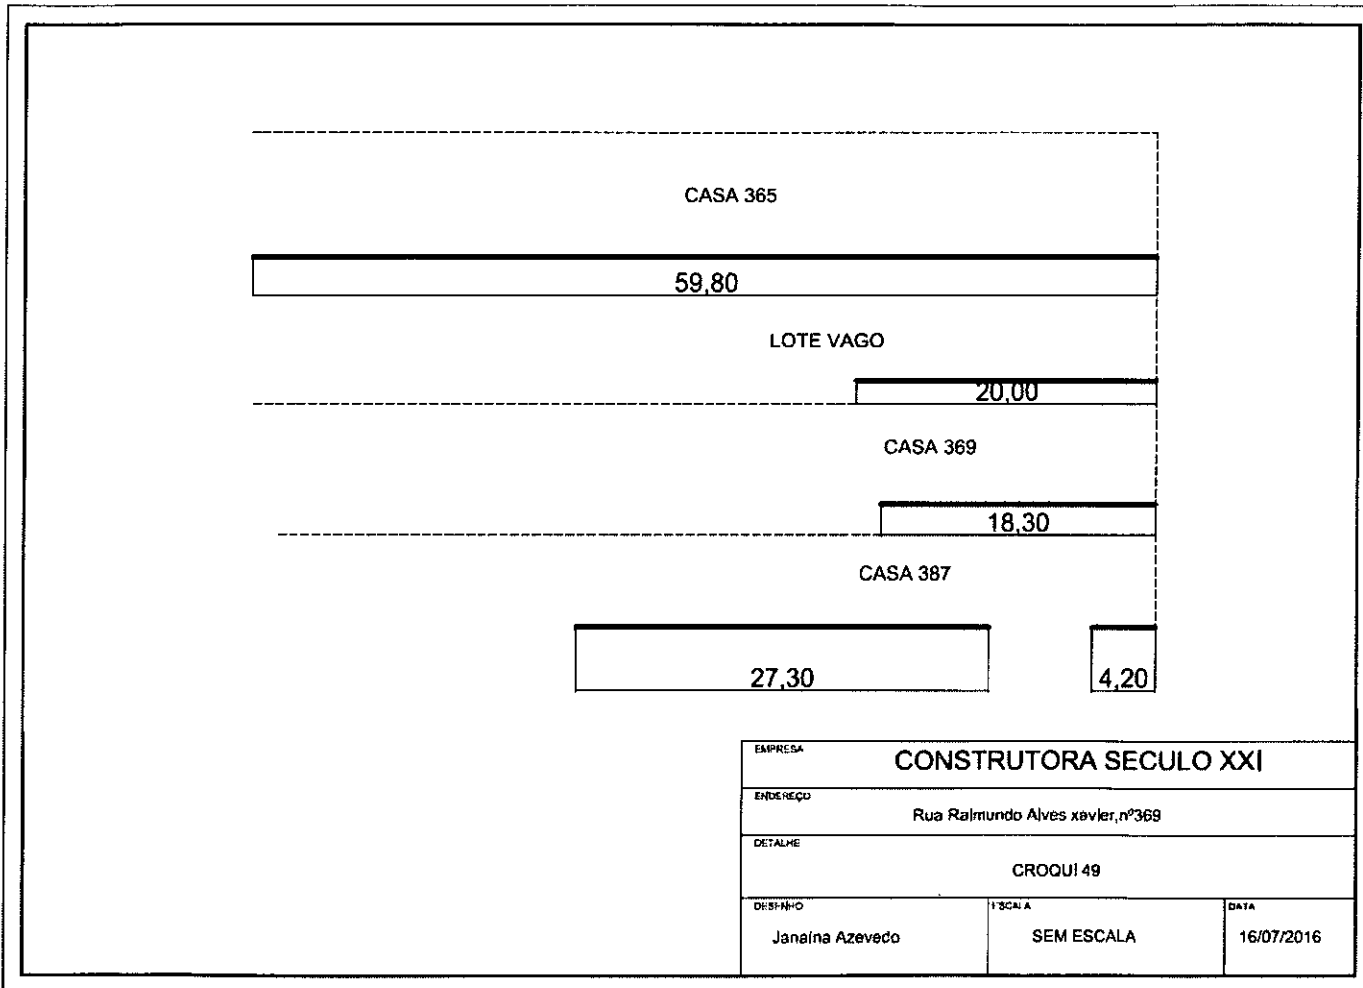 CASA 365
59,80
LOTE VAGO
20,00
CASA 369
18,30
CASA 387
27,30
4,20
EMPRESA
CONSTRUTORA SECULO XXI
ENDEREÇO
Rua Raimundo Alves xavier,nº369
DETALHE
CROQUI 49
DESENHO
ESCALA
DATA
Janaína Azevedo
SEM ESCALA
16/07/2016